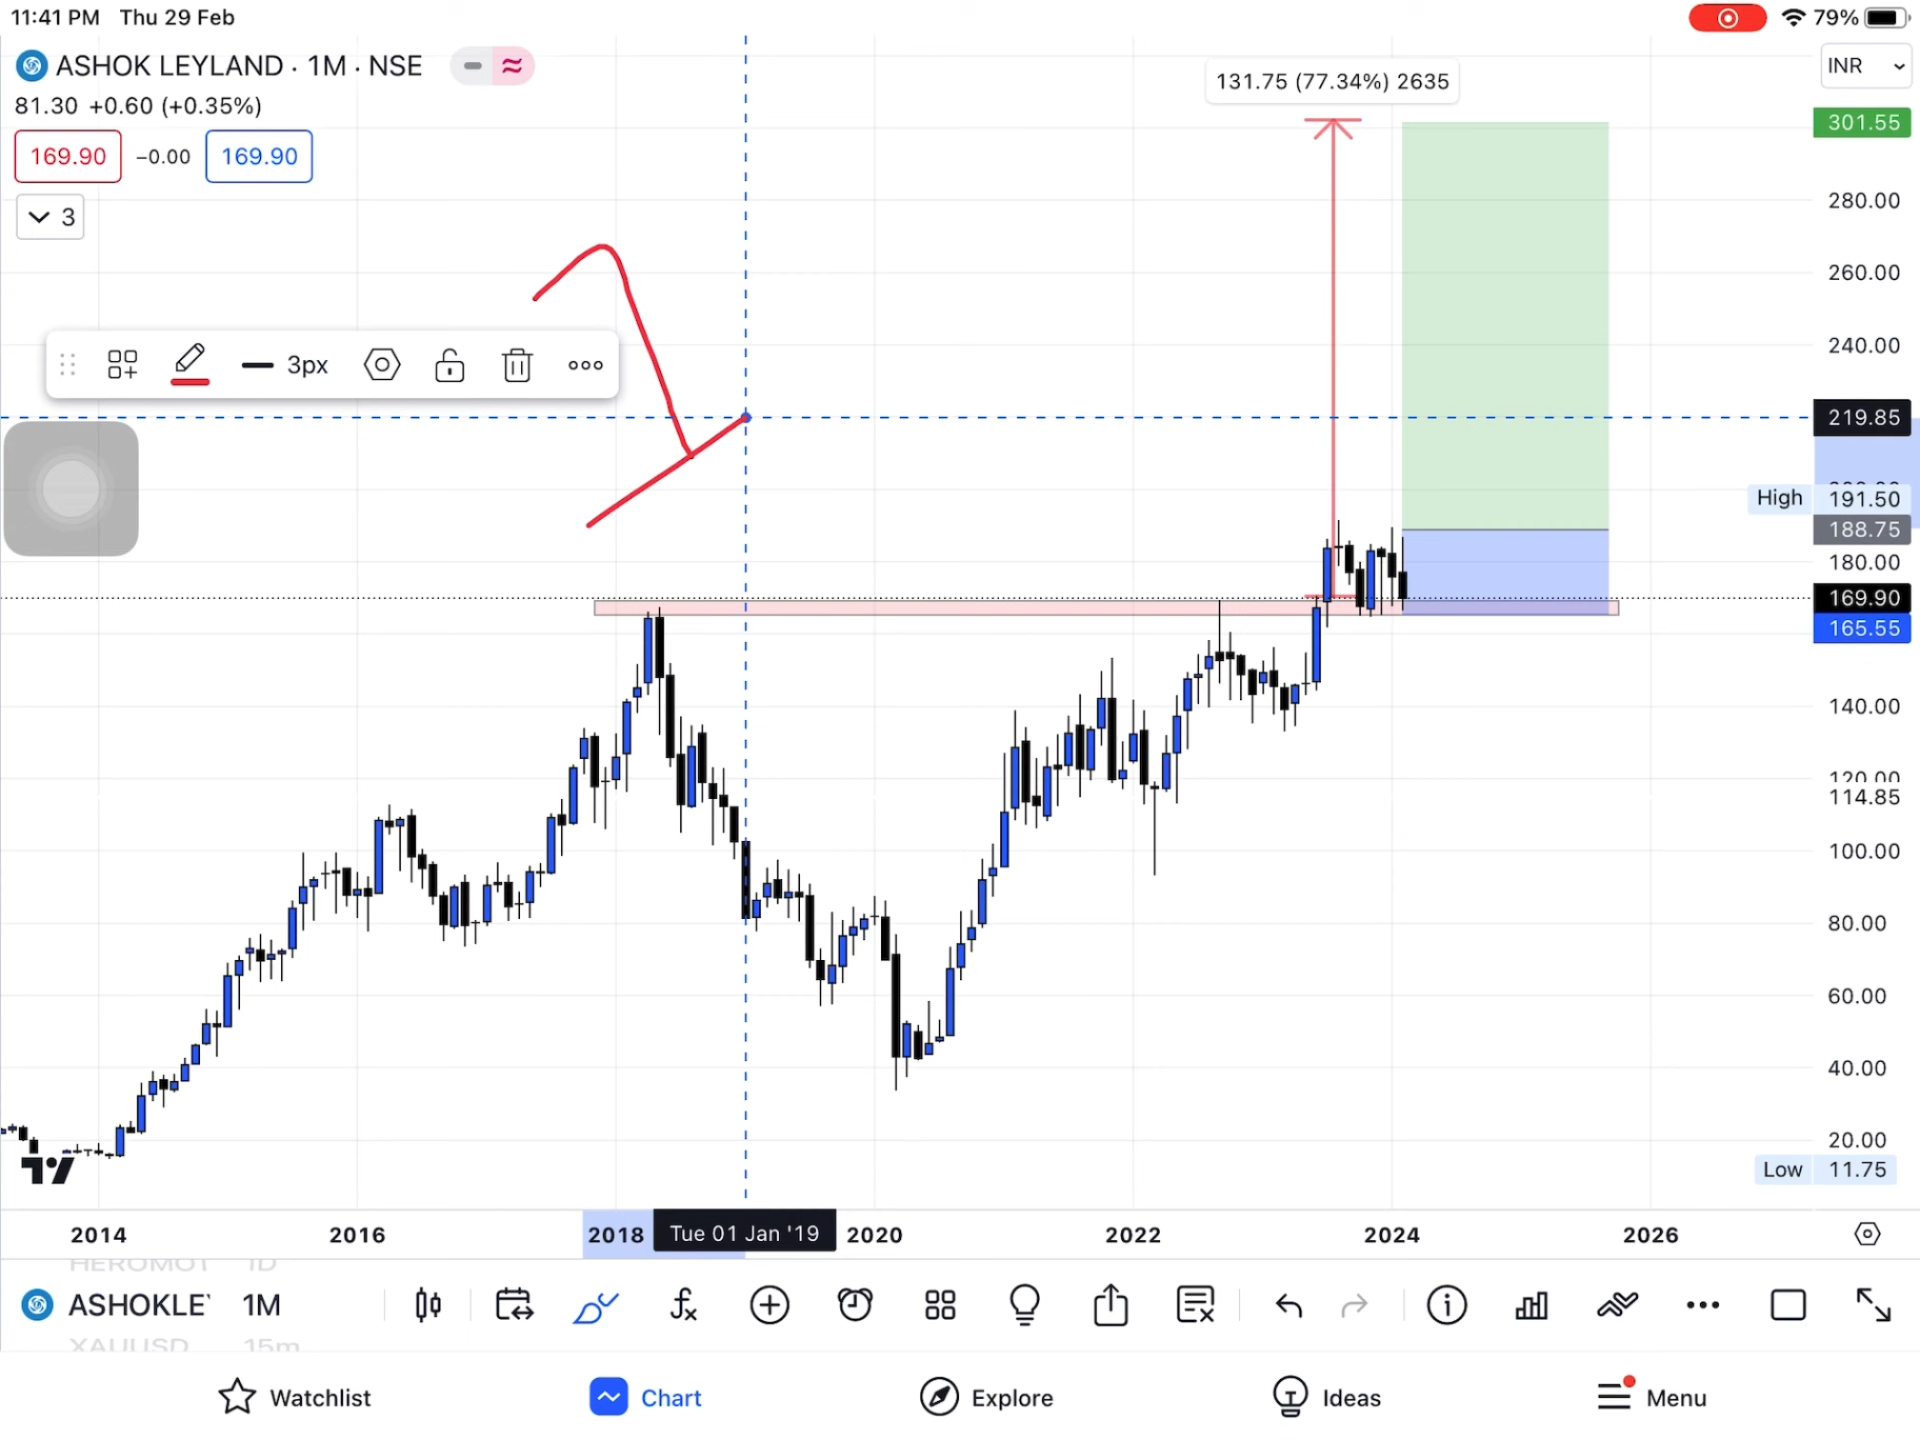 11:41 PM Thu 29 Feb
79%
ASHOK LEYLAND · 1M · NSE
INR
81.30 +0.60 (+0.35%)
131.75 (77.34%) 2635
169.90 −0.00 169.90
3
301.55
280.00
260.00
240.00
3px
219.85
High 191.50
188.75
180.00
169.90
165.55
140.00
120.00
114.85
100.00
80.00
60.00
40.00
20.00
Low 11.75
2014 2016 2018 Tue 01 Jan '19 2020 2022 2024 2026
HEROMOT 1D
ASHOKLE 1M
XAUUSD 15m
Watchlist Chart Explore Ideas Menu